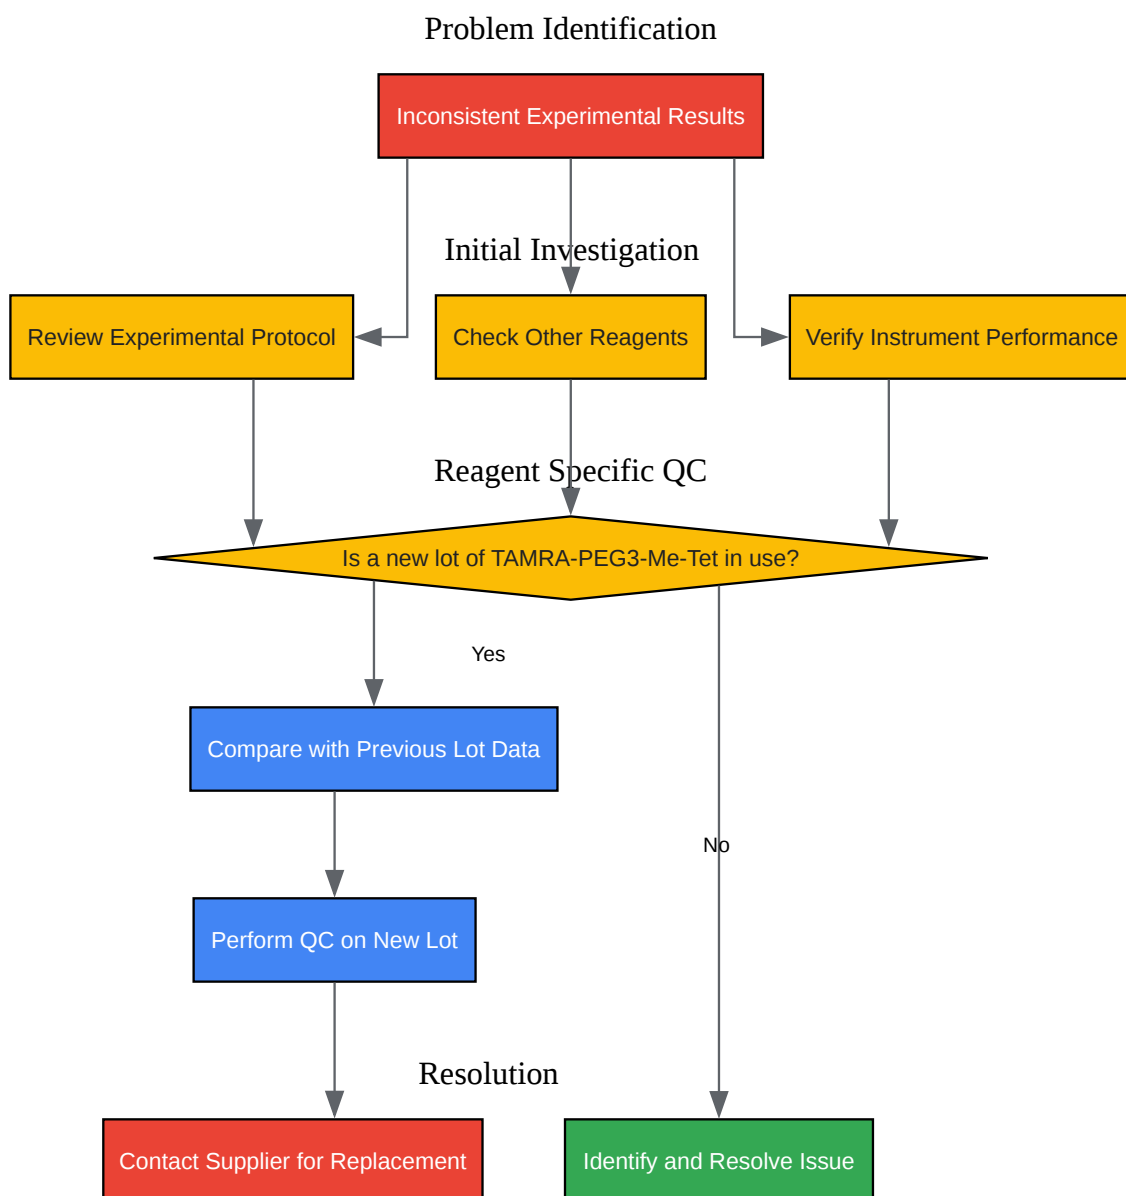 Problem Identification
Inconsistent Experimental Results
Initial Investigation
Review Experimental Protocol
Check Other Reagents
Verify Instrument Performance
Reagent Specific QC
Is a new lot of TAMRA-PEG3-Me-Tet in use?
Yes
Compare with Previous Lot Data
No
Perform QC on New Lot
Resolution
Contact Supplier for Replacement
Identify and Resolve Issue